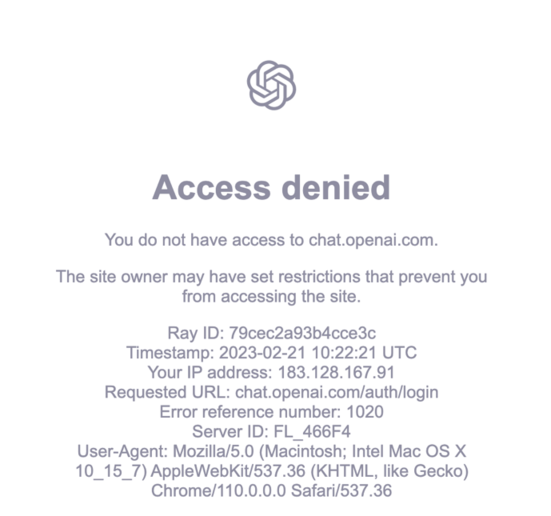 Access denied
You do not have access to chat.openai.com.
The site owner may have set restrictions that prevent you
from accessing the site.
Ray ID: 79cec2a93b4cce3c
Timestamp: 2023-02-21 10:22:21 UTC
Your IP address: 183.128.167.91
Requested URL: chat.openai.com/auth/login
Error reference number: 1020
Server ID: FL_466F4
User-Agent: Mozilla/5.0 (Macintosh; Intel Mac OS X
10_15_7) AppleWebKit/537.36 (KHTML, like Gecko)
Chrome/110.0.0.0 Safari/537.36